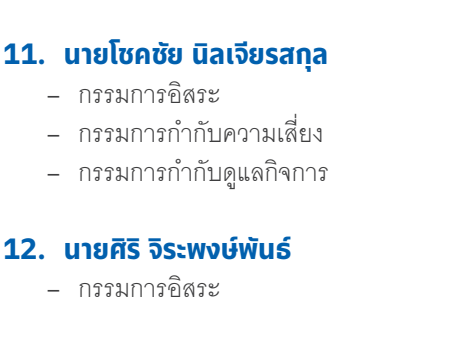 11. นายโชคชัย นิลเจียรสกุล
– กรรมการอิสระ
– กรรมการกำกับความเสี่ยง
– กรรมการกำกับดูแลกิจการ
12. นายศิริ จิระพงษ์พันธ์
– กรรมการอิสระ